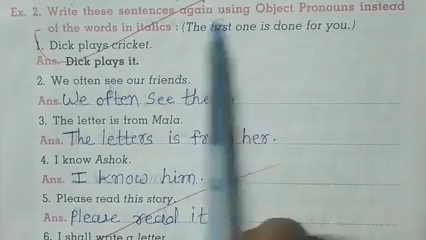 Ex. 2. Write these sentences again using Object Pronouns instead
of the words in italics : (The first one is done for you.)
1. Dick plays cricket.
Ans. Dick plays it.
2. We often see our friends.
Ans. We often see the
3. The letter is from Mala.
Ans. The letters is her.
4. I know Ashok.
Ans. I know him.
5. Please read this story.
Ans. Please read it
6. I shall write a letter